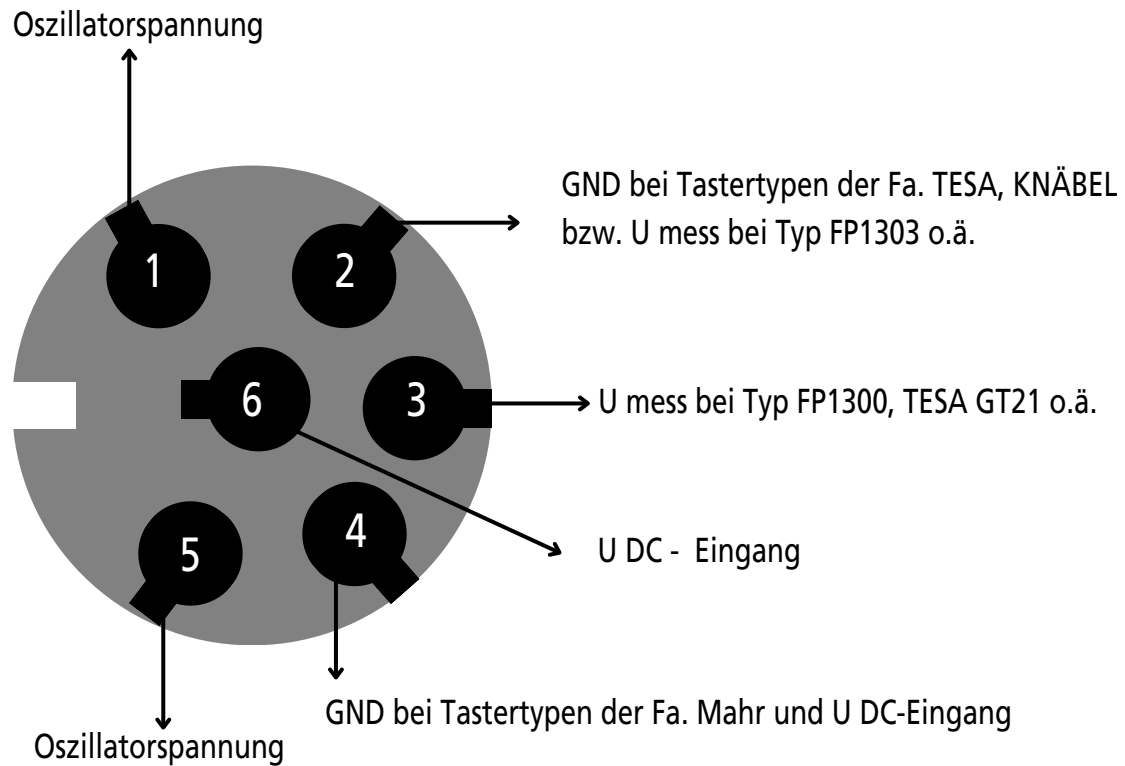 Oszillatorspannung
GND bei Tastertypen der Fa. TESA, KNÄBEL
bzw. U mess bei Typ FP1303 o.ä.
1
2
6
3
U mess bei Typ FP1300, TESA GT21 o.ä.
5
4
U DC - Eingang
GND bei Tastertypen der Fa. Mahr und U DC-Eingang
Oszillatorspannung